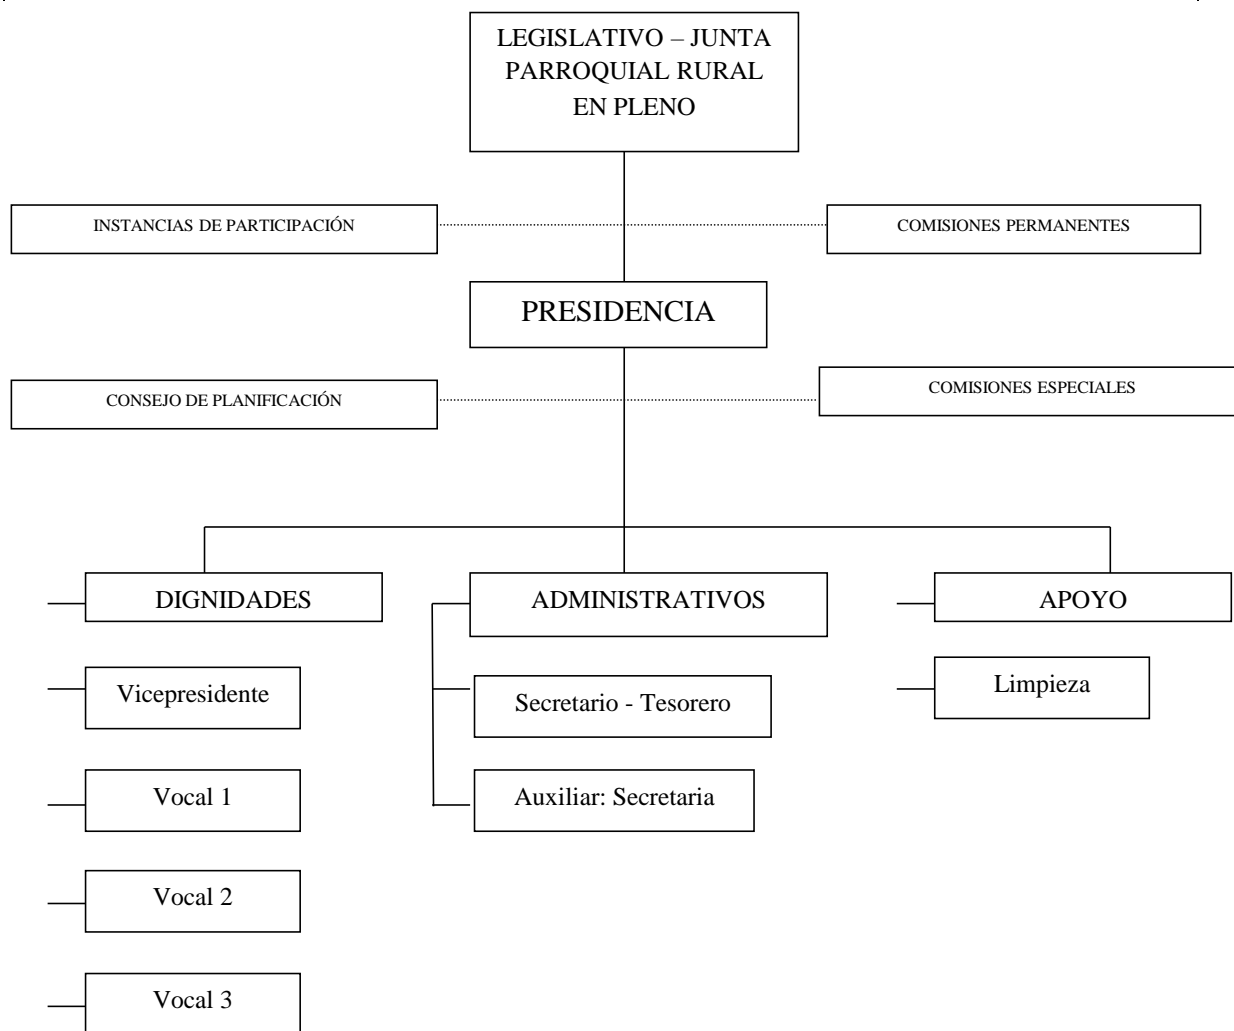 LEGISLATIVO – JUNTA
PARROQUIAL RURAL
EN PLENO
INSTANCIAS DE PARTICIPACIÓN
COMISIONES PERMANENTES
PRESIDENCIA
CONSEJO DE PLANIFICACIÓN
COMISIONES ESPECIALES
DIGNIDADES
ADMINISTRATIVOS
APOYO
Vicepresidente
Secretario - Tesorero
Limpieza
Vocal 1
Auxiliar: Secretaria
Vocal 2
Vocal 3